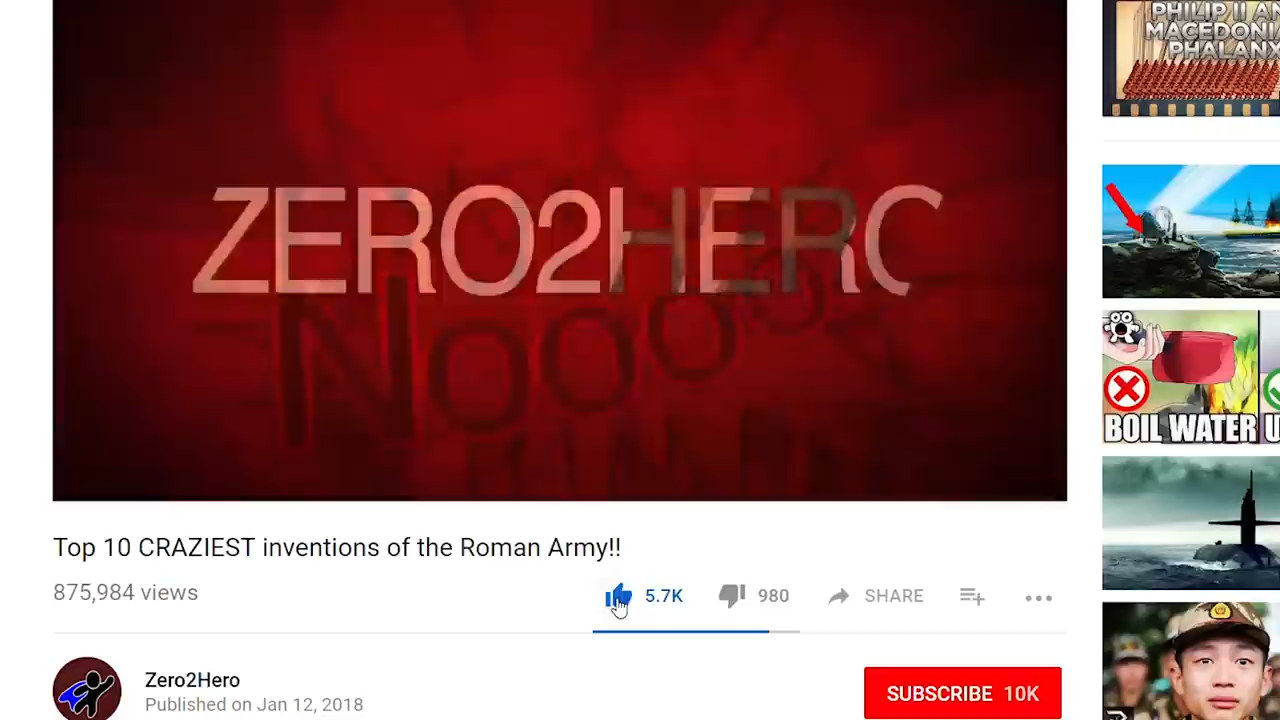 PHILIP II AN
MACEDONIA
PHALANX
ZERO2HERO
Nooooo
BOIL WATER U
Top 10 CRAZIEST inventions of the Roman Army!!
875,984 views
5.7K
980
SHARE
Zero2Hero
Published on Jan 12, 2018
SUBSCRIBE 10K